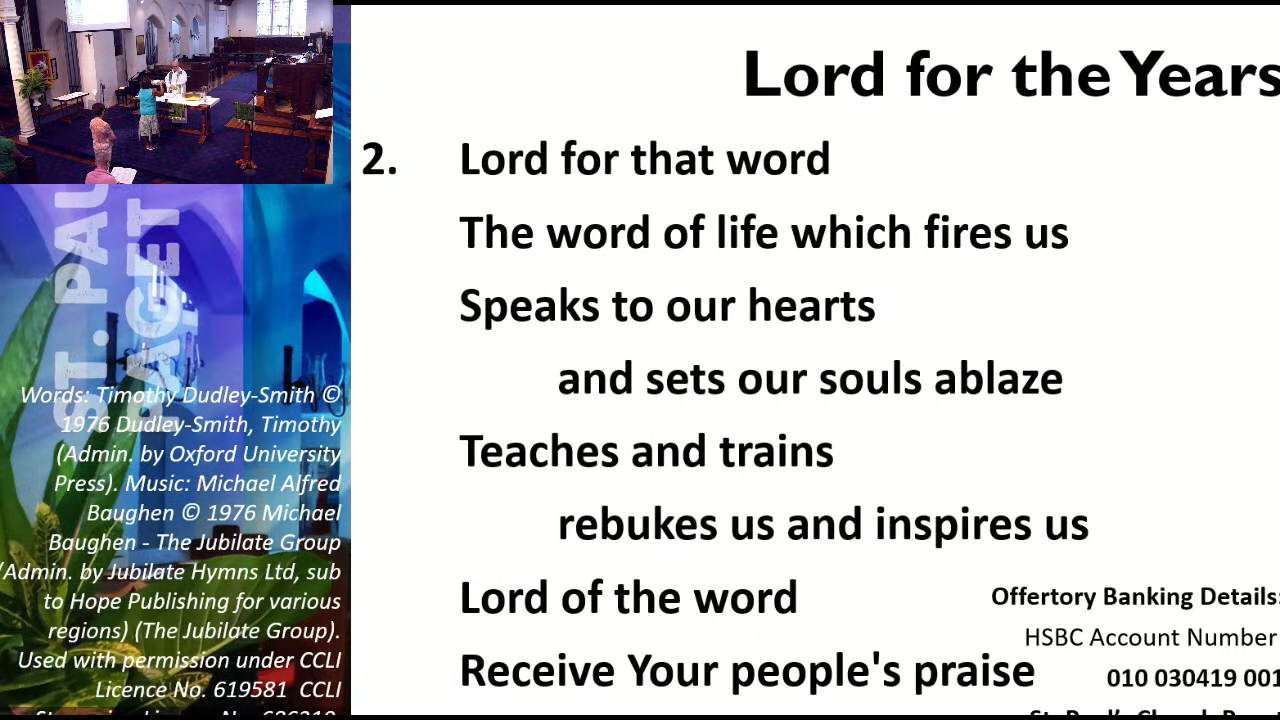 Lord for the Years
2. Lord for that word
The word of life which fires us
Speaks to our hearts
and sets our souls ablaze
Teaches and trains
rebukes us and inspires us
Lord of the word
Receive Your people's praise
Offertory Banking Details:
HSBC Account Number
010 030419 001
ST. PAU
PAGET
Words: Timothy Dudley-Smith ©
1976 Dudley-Smith, Timothy
(Admin. by Oxford University
Press). Music: Michael Alfred
Baughen © 1976 Michael
Baughen - The Jubilate Group
(Admin. by Jubilate Hymns Ltd, sub
to Hope Publishing for various
regions) (The Jubilate Group).
Used with permission under CCLI
Licence No. 619581 CCLI